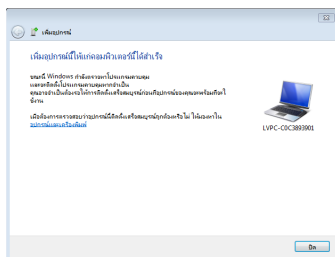 เพิ่มอุปกรณ์
เพิ่มอุปกรณ์นี้ให้แก่คอมพิวเตอร์นี้ได้สำเร็จ
ขณะนี้ Windows กำลังตรวจหาโปรแกรมควบคุม
และจะติดตั้งโปรแกรมควบคุมหากจำเป็น
คุณอาจจำเป็นต้องรอให้การติดตั้งเสร็จสมบูรณ์ก่อนที่อุปกรณ์ของคุณจะพร้อมที่จะใ
ช้งาน
เมื่อต้องการตรวจสอบว่าอุปกรณ์นี้ติดตั้งเสร็จสมบูรณ์ถูกต้องหรือไม่ ให้มองหาใน
อุปกรณ์และเครื่องพิมพ์
LVPC-C0C3893901
ปิด